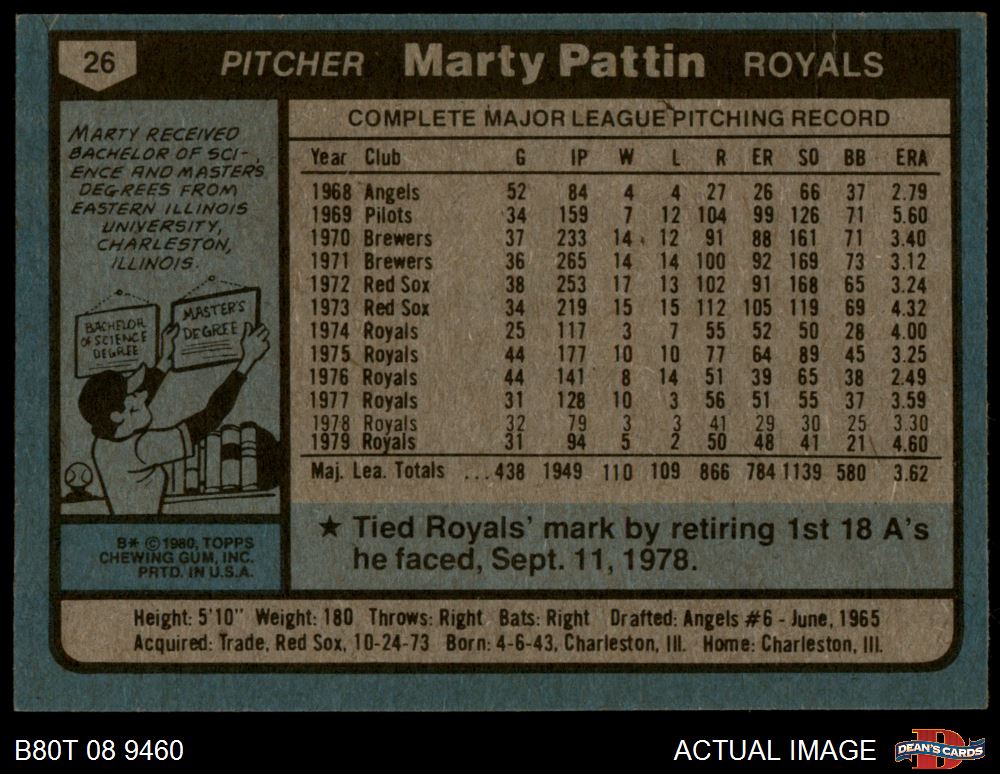 26 PITCHER Marty Pattin ROYALS
MARTY RECEIVED
BACHELOR OF SCI-
ENCE AND MASTERS
DEGREES FROM
EASTERN ILLINOIS
UNIVERSITY,
CHARLESTON,
ILLINOIS.
BACHELOR
OF SCIENCE
DEGREE
MASTER'S
DEGREE
B* © 1980, TOPPS
CHEWING GUM, INC.
PRTD. IN U.S.A.
COMPLETE MAJOR LEAGUE PITCHING RECORD
Year Club G IP W L R ER SO BB ERA
1968 Angels 52 84 4 4 27 26 66 37 2.79
1969 Pilots 34 159 7 12 104 99 126 71 5.60
1970 Brewers 37 233 14 12 91 88 161 71 3.40
1971 Brewers 36 265 14 14 100 92 169 73 3.12
1972 Red Sox 38 253 17 13 102 91 168 65 3.24
1973 Red Sox 34 219 15 15 112 105 119 69 4.32
1974 Royals 25 117 3 7 55 52 50 28 4.00
1975 Royals 44 177 10 10 77 64 89 45 3.25
1976 Royals 44 141 8 14 51 39 65 38 2.49
1977 Royals 31 128 10 3 56 51 55 37 3.59
1978 Royals 32 79 3 3 41 29 30 25 3.30
1979 Royals 31 94 5 2 50 48 41 21 4.60
Maj. Lea. Totals ...438 1949 110 109 866 784 1139 580 3.62
★ Tied Royals' mark by retiring 1st 18 A's
he faced, Sept. 11, 1978.
Height: 5'10" Weight: 180 Throws: Right Bats: Right Drafted: Angels #6 - June, 1965
Acquired: Trade, Red Sox, 10-24-73 Born: 4-6-43, Charleston, Ill. Home: Charleston, Ill.
B80T 08 9460
ACTUAL IMAGE
D
DEAN'S CARDS